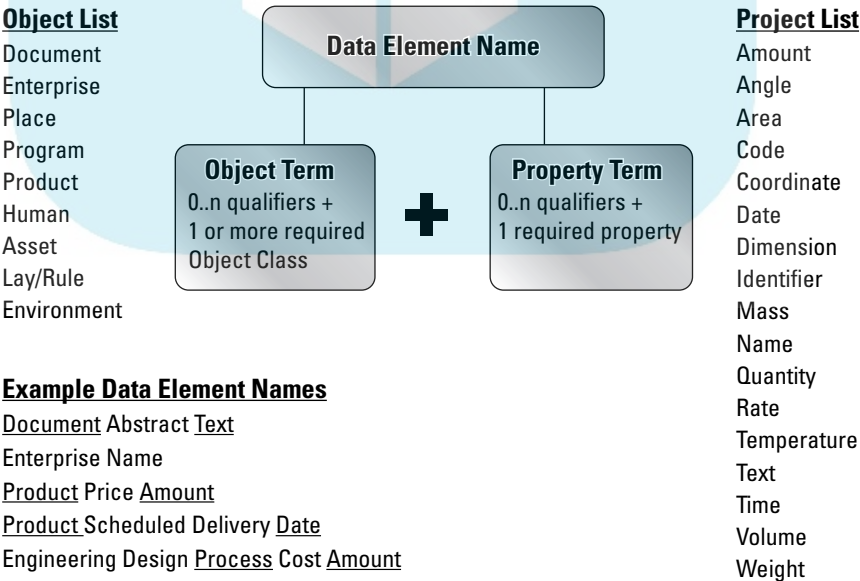 Object List
Document
Enterprise
Place
Program
Product
Human
Asset
Lay/Rule
Environment
Data Element Name
Object Term
0..n qualifiers +
1 or more required
Object Class
+
Property Term
0..n qualifiers +
1 required property
Project List
Amount
Angle
Area
Code
Coordinate
Date
Dimension
Identifier
Mass
Name
Quantity
Rate
Temperature
Text
Time
Volume
Weight
Example Data Element Names
Document Abstract Text
Enterprise Name
Product Price Amount
Product Scheduled Delivery Date
Engineering Design Process Cost Amount